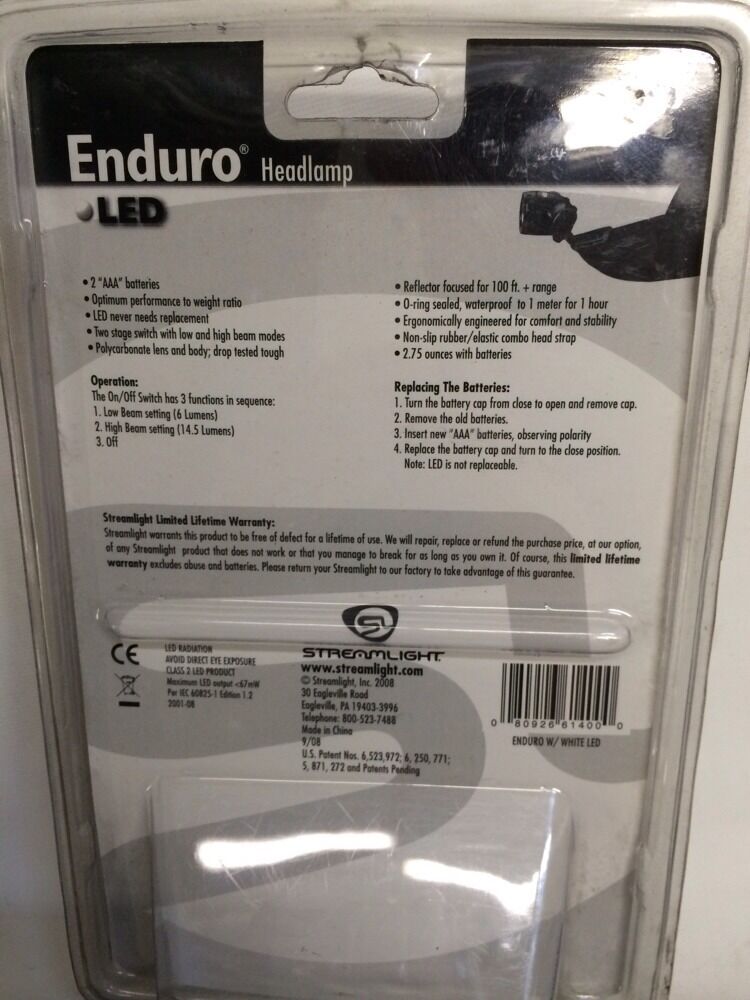 Enduro® Headlamp
LED
• 2 "AAA" batteries
• Optimum performance to weight ratio
• LED never needs replacement
• Two stage switch with low and high beam modes
• Polycarbonate lens and body; drop tested tough
• Reflector focused for 100 ft. + range
• O-ring sealed, waterproof to 1 meter for 1 hour
• Ergonomically engineered for comfort and stability
• Non-slip rubber/elastic combo head strap
• 2.75 ounces with batteries
Operation:
The On/Off Switch has 3 functions in sequence:
1. Low Beam setting (6 Lumens)
2. High Beam setting (14.5 Lumens)
3. Off
Replacing The Batteries:
1. Turn the battery cap from close to open and remove cap.
2. Remove the old batteries.
3. Insert new "AAA" batteries, observing polarity
4. Replace the battery cap and turn to the close position.
Note: LED is not replaceable.
Streamlight Limited Lifetime Warranty:
Streamlight warrants this product to be free of defect for a lifetime of use. We will repair, replace or refund the purchase price, at our option,
of any Streamlight product that does not work or that you manage to break for as long as you own it. Of course, this limited lifetime
warranty excludes abuse and batteries. Please return your Streamlight to our factory to take advantage of this guarantee.
CE
LED RADIATION
AVOID DIRECT EYE EXPOSURE
CLASS 2 LED PRODUCT
Maximum LED output <67mW
Per IEC 60825-1 Edition 1.2
2001-08
SL
STREAMLIGHT
www.streamlight.com
© Streamlight, Inc. 2008
30 Eagleville Road
Eagleville, PA 19403-3996
Telephone: 800-523-7488
Made in China
9/08
U.S. Patent Nos. 6,523,972; 6, 250, 771;
5, 871, 272 and Patents Pending
0 80926 61400 0
ENDURO W/ WHITE LED